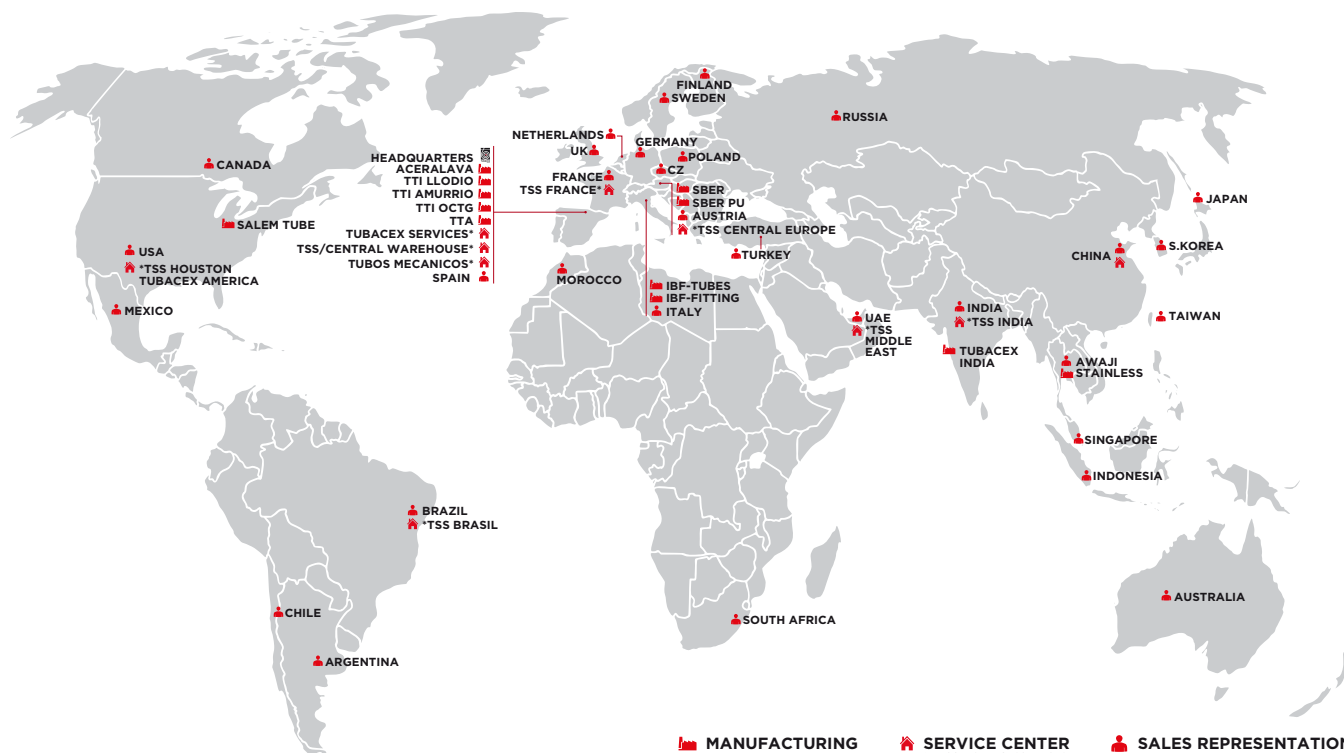 FINLAND
SWEDEN
RUSSIA
NETHERLANDS
UK
GERMANY
POLAND
CZ
FRANCE
TSS FRANCE*
HEADQUARTERS
ACERALAVA
TTI LLODIO
TTI AMURRIO
TTI OCTG
TTA
TUBACEX SERVICES*
TSS/CENTRAL WAREHOUSE*
TUBOS MECANICOS*
SPAIN
SBER
SBER PU
AUSTRIA
*TSS CENTRAL EUROPE
TURKEY
CANADA
SALEM TUBE
USA
*TSS HOUSTON
TUBACEX AMERICA
MEXICO
MOROCCO
IBF-TUBES
IBF-FITTING
ITALY
UAE
*TSS
MIDDLE
EAST
INDIA
*TSS INDIA
TUBACEX
INDIA
CHINA
JAPAN
S.KOREA
TAIWAN
AWAJI
STAINLESS
SINGAPORE
INDONESIA
BRAZIL
*TSS BRASIL
CHILE
ARGENTINA
SOUTH AFRICA
AUSTRALIA
MANUFACTURING
SERVICE CENTER
SALES REPRESENTATION